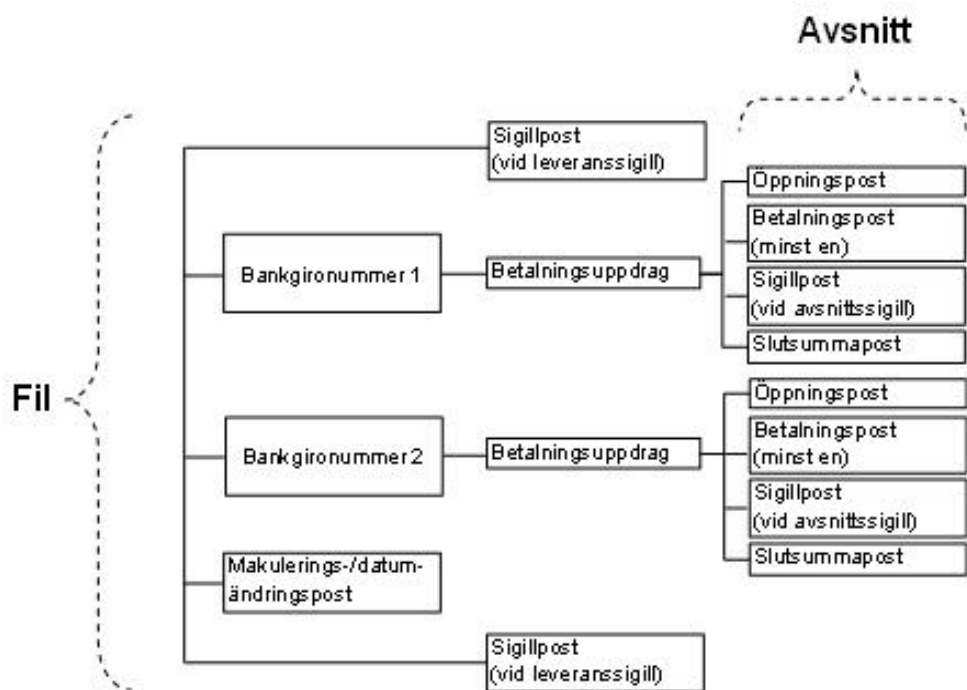 Avsnitt
Sigillpost
(vid leveranssigill)
Öppningspost
Betalningspost
(minst en)
Bankgironummer 1
Betalningsuppdrag
Sigillpost
(vid avsnittssigill)
Slutsummapost
Fil
Öppningspost
Betalningspost
(minst en)
Bankgironummer 2
Betalningsuppdrag
Sigillpost
(vid avsnittssigill)
Slutsummapost
Makulerings-/datum-
ändringspost
Sigillpost
(vid leveranssigill)